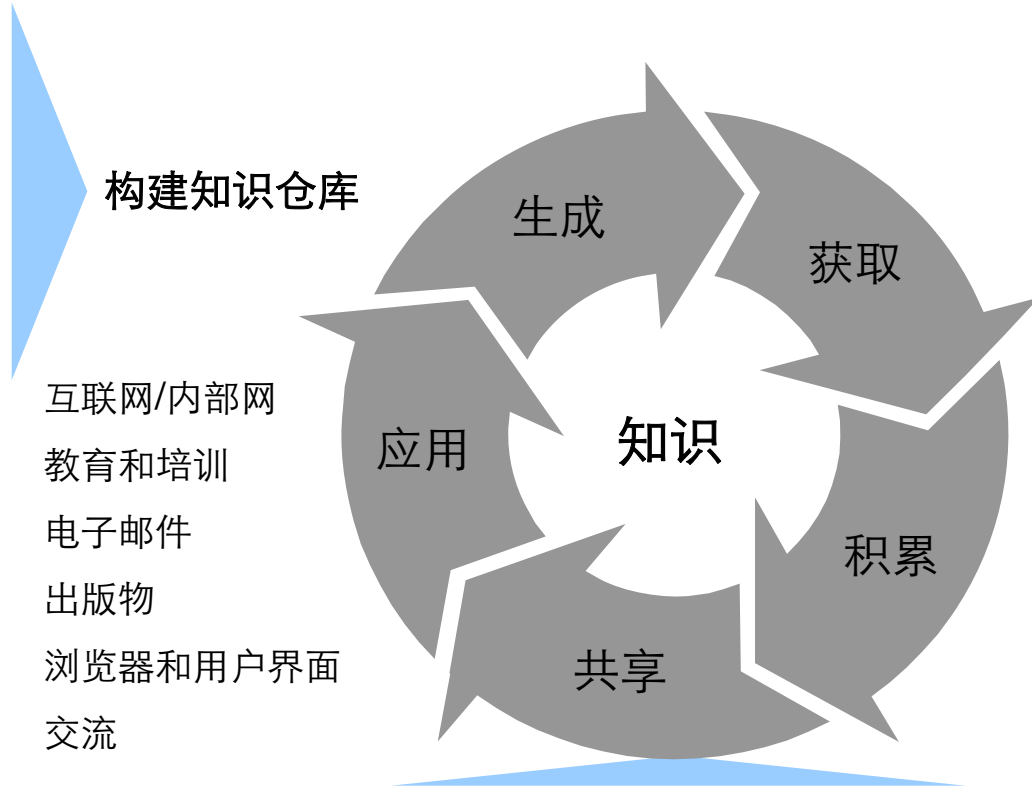 构建知识仓库
生成
获取
互联网/内部网
教育和培训
电子邮件
出版物
浏览器和用户界面
交流
应用
知识
积累
共享